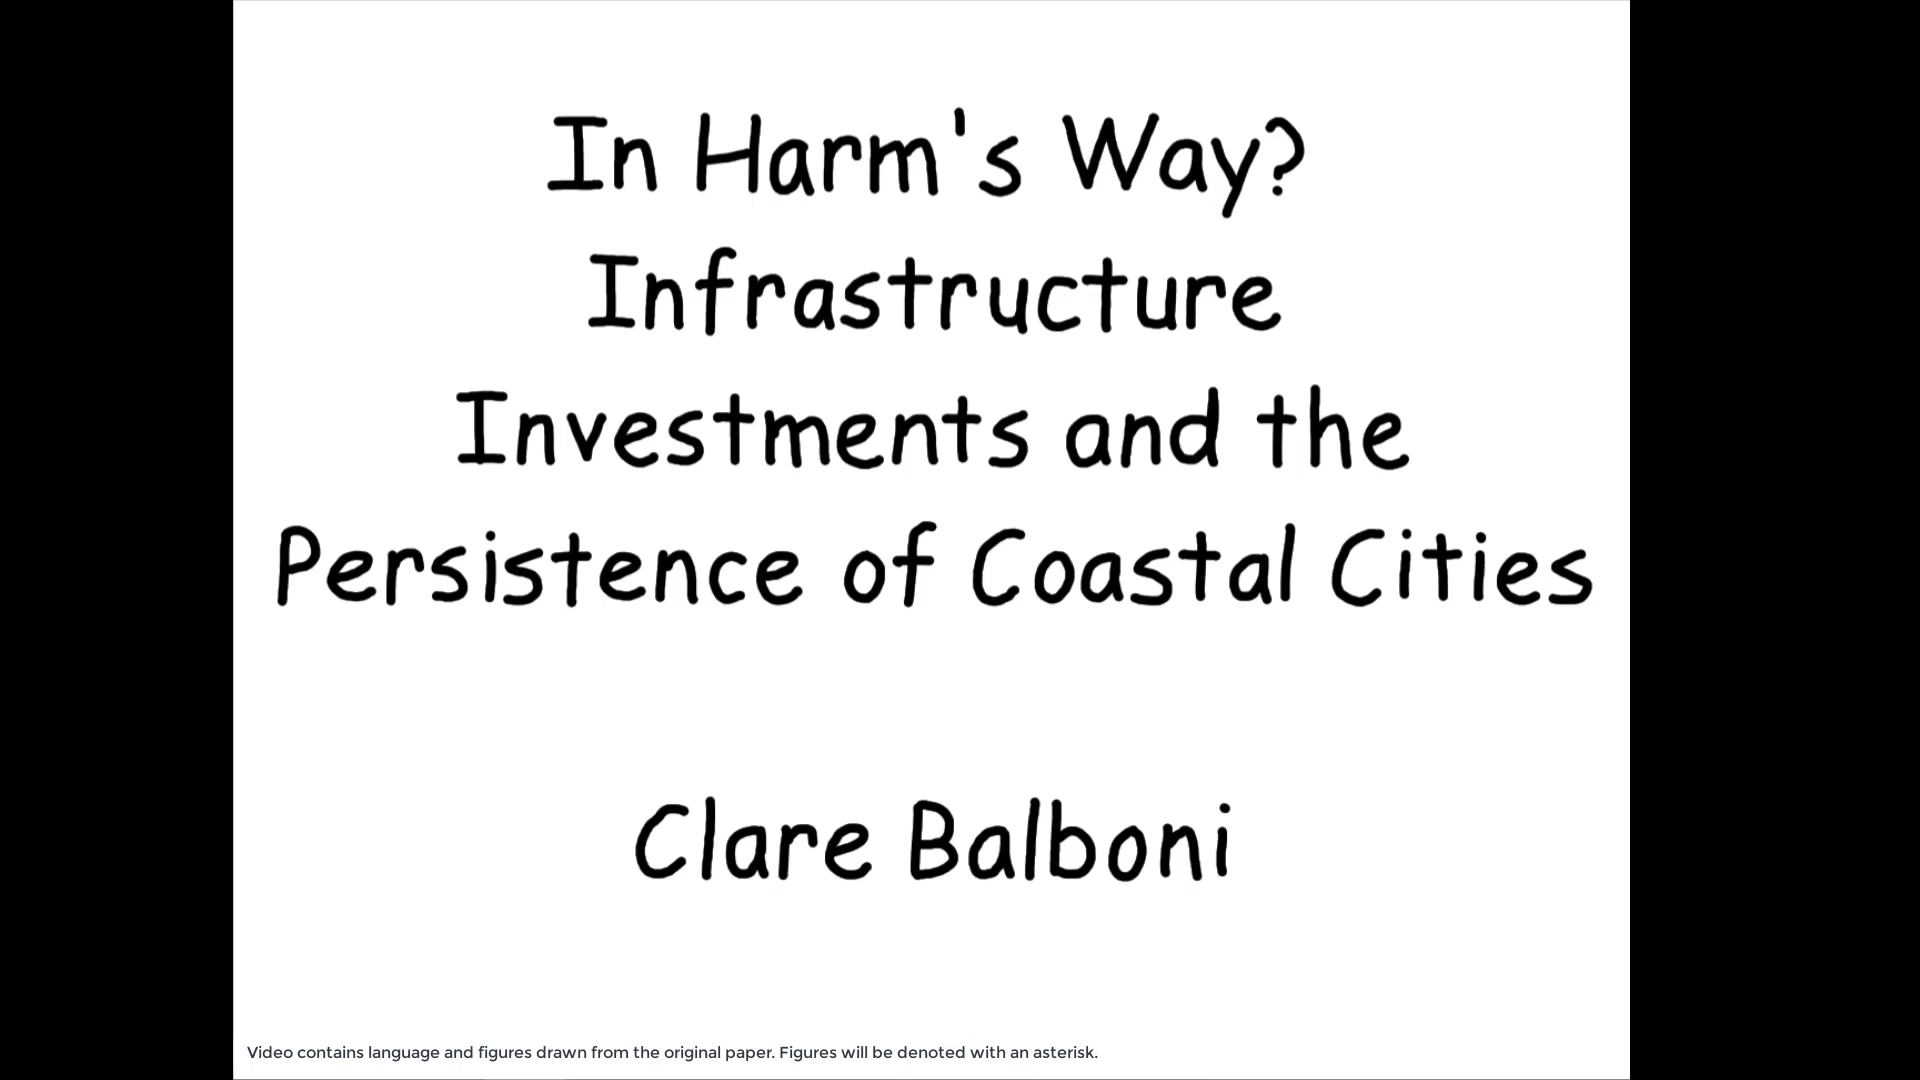 In Harm's Way?
Infrastructure
Investments and the
Persistence of Coastal Cities
Clare Balboni
Video contains language and figures drawn from the original paper. Figures will be denoted with an asterisk.